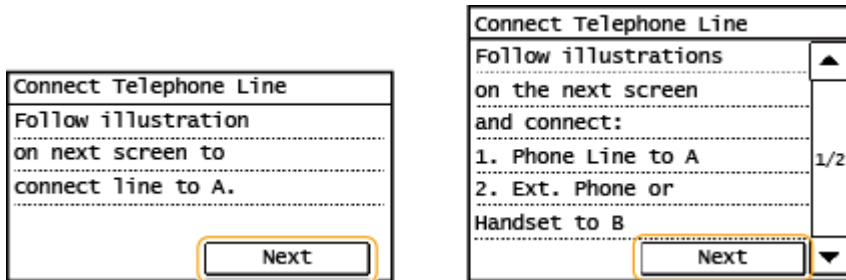 Connect Telephone Line
Follow illustration
on next screen to
connect line to A.
Next
Connect Telephone Line
Follow illustrations
on the next screen
and connect:
1. Phone Line to A
2. Ext. Phone or
Handset to B
1/2
Next